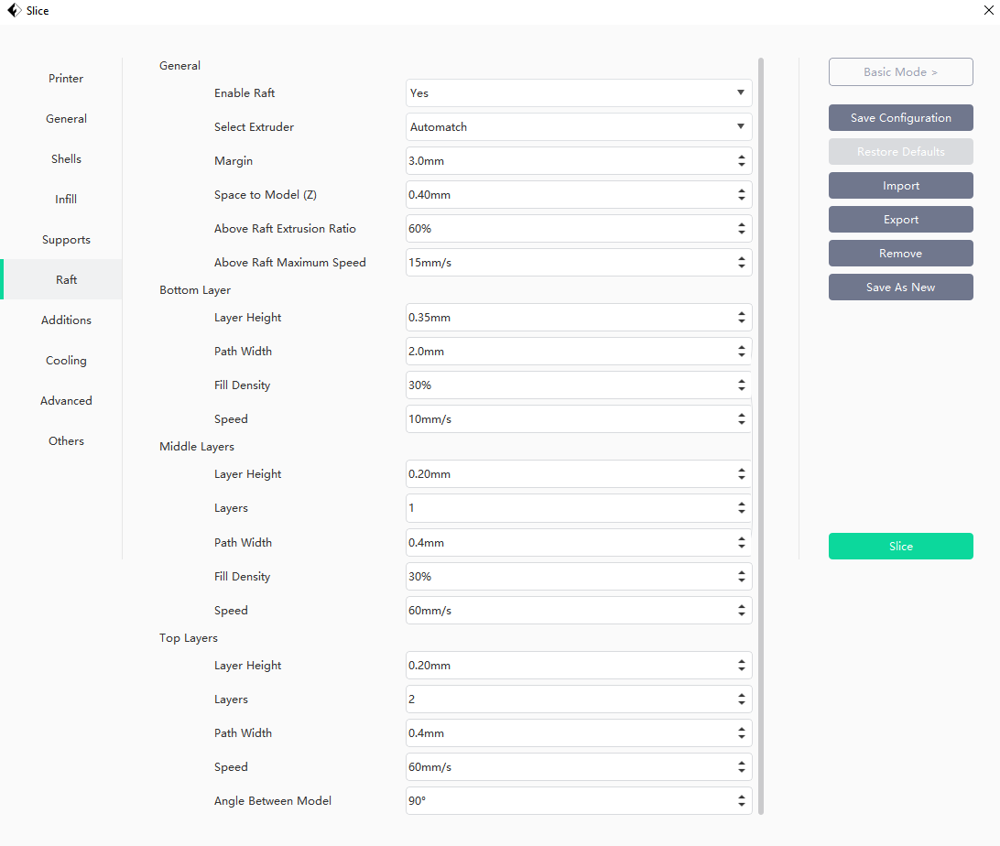 Slice
Printer
General
Shells
Infill
Supports
Raft
Additions
Cooling
Advanced
Others
General
Enable Raft Yes
Select Extruder Automatch
Margin 3.0mm
Space to Model (Z) 0.40mm
Above Raft Extrusion Ratio 60%
Above Raft Maximum Speed 15mm/s
Bottom Layer
Layer Height 0.35mm
Path Width 2.0mm
Fill Density 30%
Speed 10mm/s
Middle Layers
Layer Height 0.20mm
Layers 1
Path Width 0.4mm
Fill Density 30%
Speed 60mm/s
Top Layers
Layer Height 0.20mm
Layers 2
Path Width 0.4mm
Speed 60mm/s
Angle Between Model 90°
Basic Mode >
Save Configuration
Restore Defaults
Import
Export
Remove
Save As New
Slice